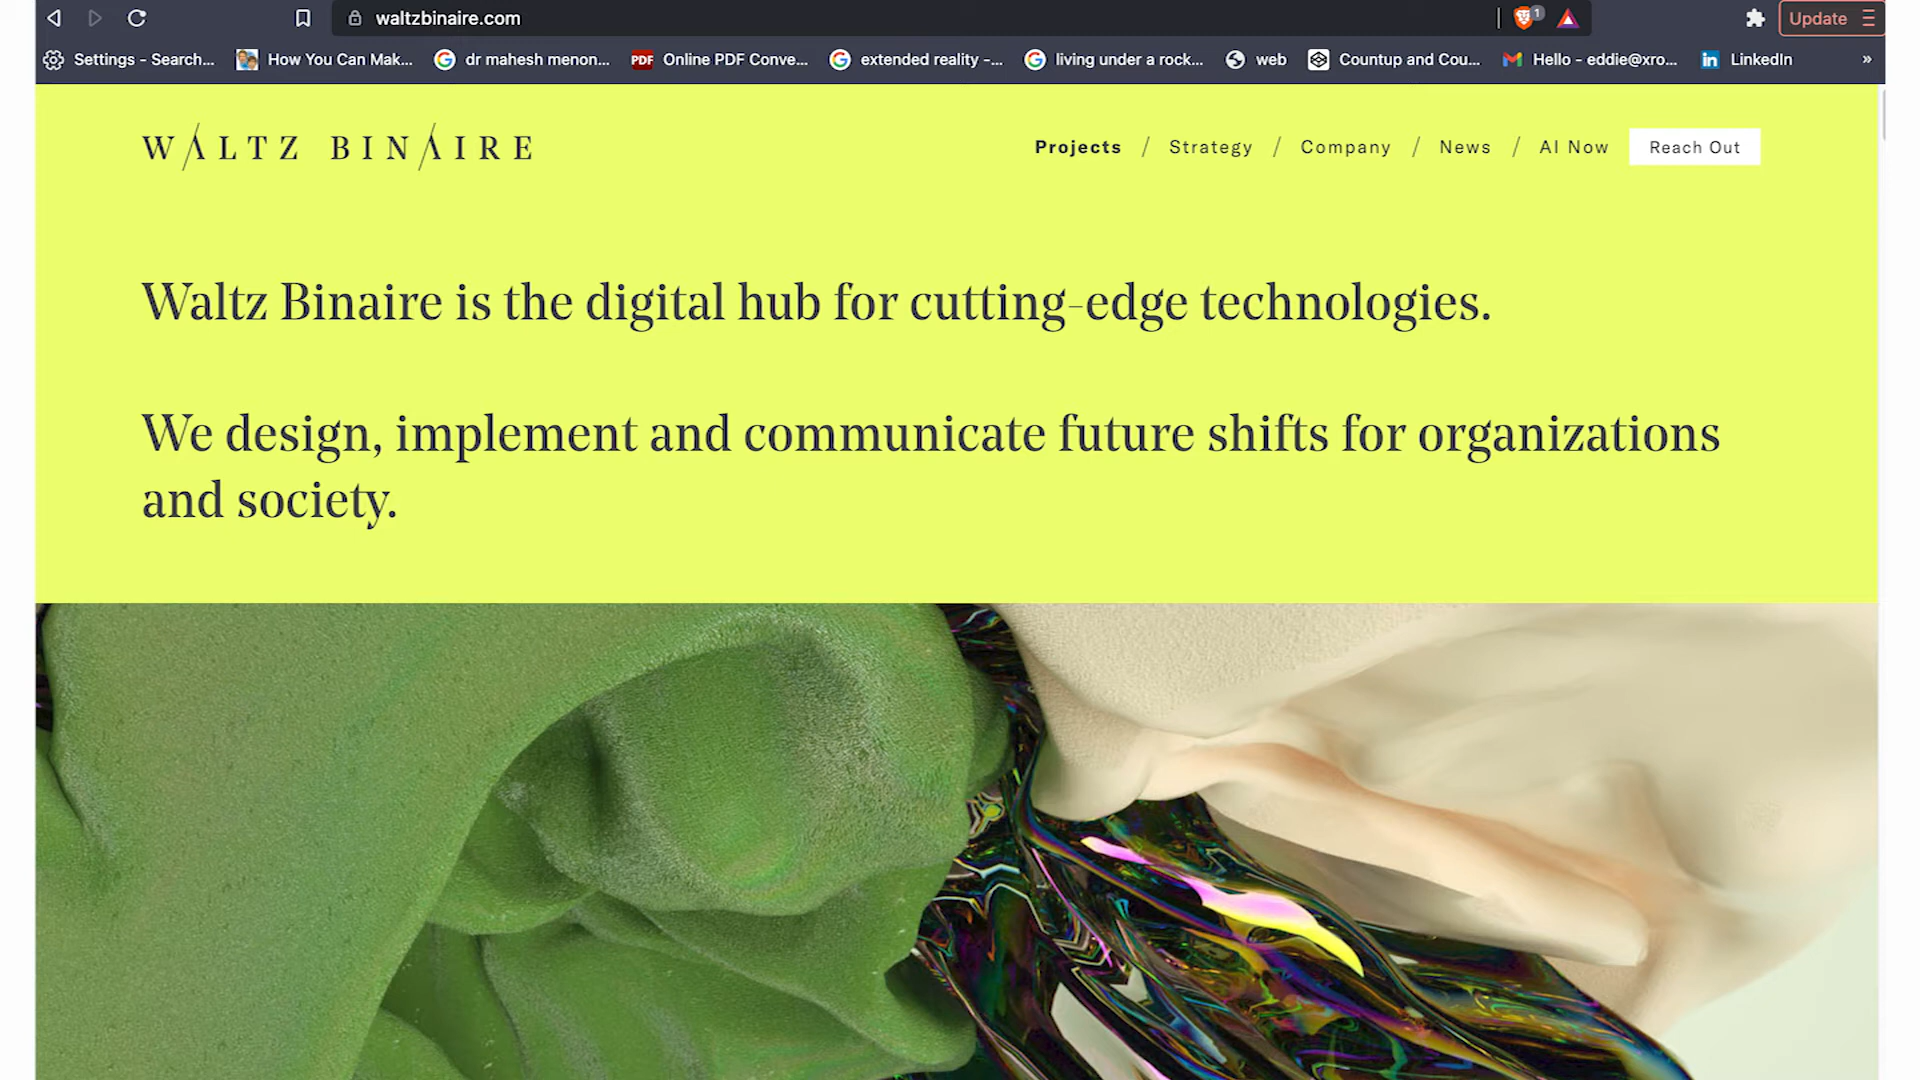 waltzbinaire.com
1
Update
Settings - Search...
How You Can Mak...
dr mahesh menon...
PDF
Online PDF Conve...
extended reality -...
living under a rock...
web
Countup and Cou...
Hello - eddie@xro...
in
LinkedIn
»
WALTZ BINAIRE
Projects / Strategy / Company / News / AI Now
Reach Out
Waltz Binaire is the digital hub for cutting-edge technologies.
We design, implement and communicate future shifts for organizations
and society.